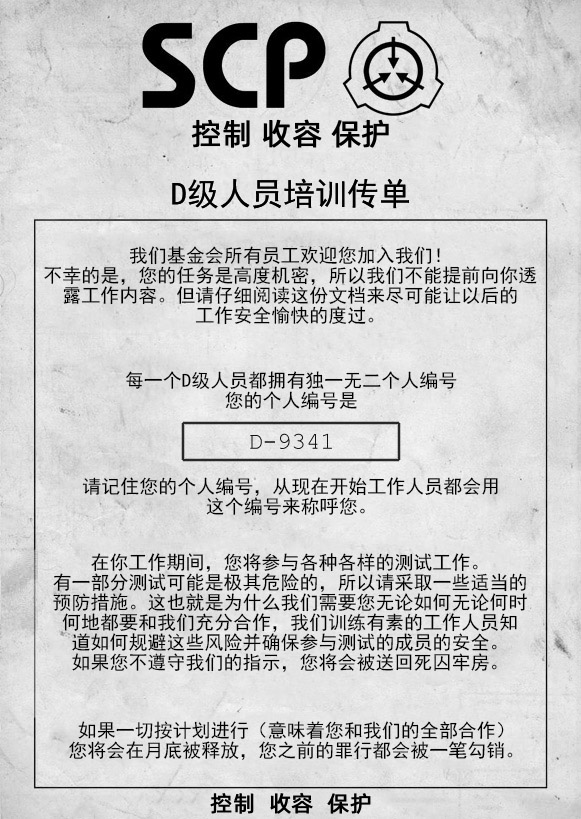 SCP
控制 收容 保护
D级人员培训传单
我们基金会所有员工欢迎您加入我们！
不幸的是，您的任务是高度机密，所以我们不能提前向你透
露工作内容。但请仔细阅读这份文档来尽可能让以后的
工作安全愉快的度过。
每一个D级人员都拥有独一无二个人编号
您的个人编号是
D-9341
请记住您的个人编号，从现在开始工作人员都会用
这个编号来称呼您。
在你工作期间，您将参与各种各样的测试工作。
有一部分测试可能是极其危险的，所以请采取一些适当的
预防措施。这也就是为什么我们需要您无论如何无论何时
何地都要和我们充分合作，我们训练有素的工作人员知
道如何规避这些风险并确保参与测试的成员的安全。
如果您不遵守我们的指示，您将会被送回死囚牢房。
如果一切按计划进行（意味着您和我们的全部合作）
您将会在月底被释放，您之前的罪行都会被一笔勾销。
控制 收容 保护